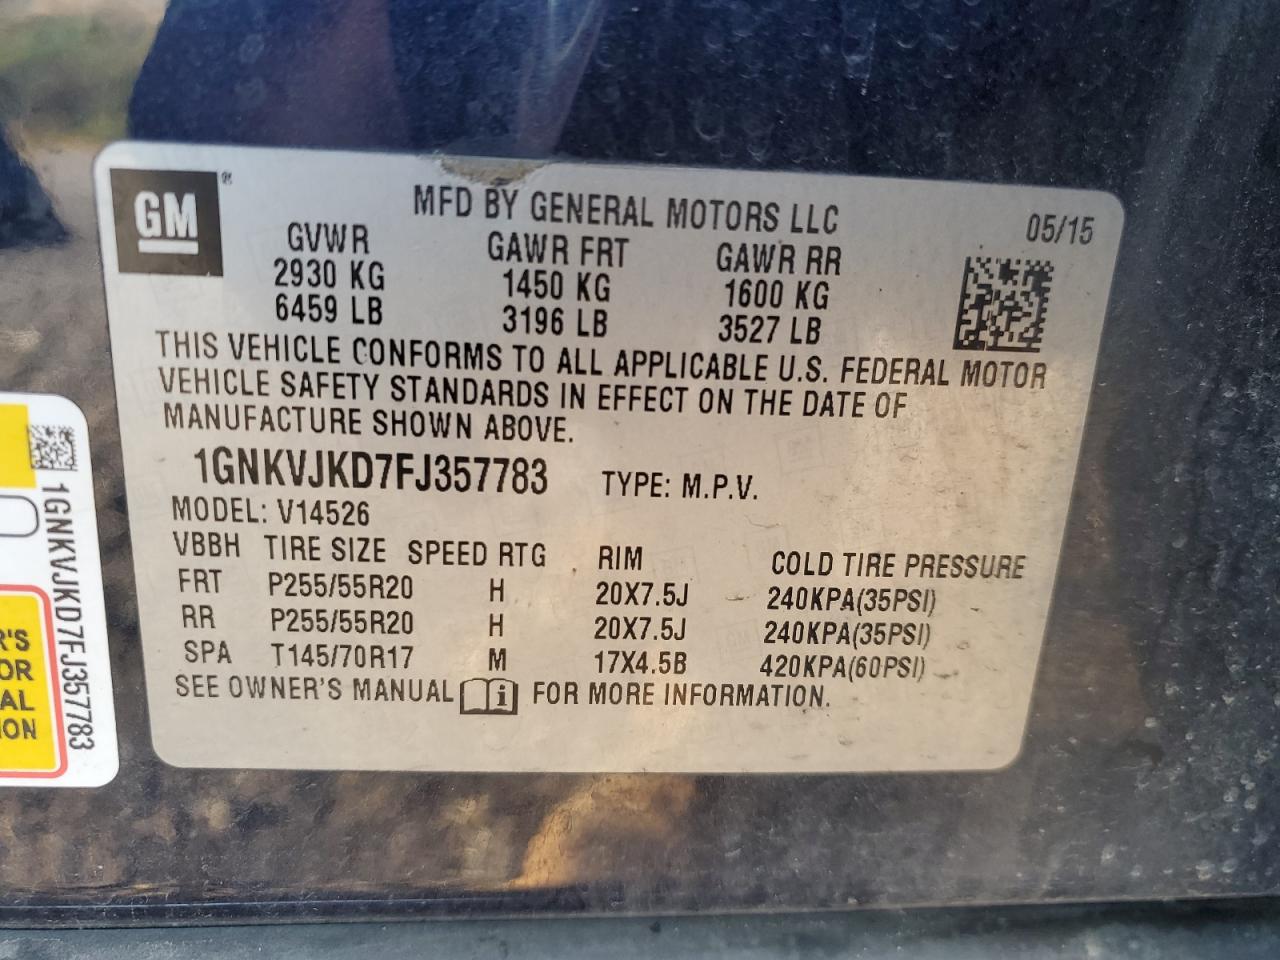 GM ®
MFD BY GENERAL MOTORS LLC
05/15
GVWR GAWR FRT GAWR RR
2930 KG 1450 KG 1600 KG
6459 LB 3196 LB 3527 LB
THIS VEHICLE CONFORMS TO ALL APPLICABLE U.S. FEDERAL MOTOR
VEHICLE SAFETY STANDARDS IN EFFECT ON THE DATE OF
MANUFACTURE SHOWN ABOVE.
1GNKVJKD7FJ357783 TYPE: M.P.V.
MODEL: V14526
VBBH TIRE SIZE SPEED RTG RIM COLD TIRE PRESSURE
FRT P255/55R20 H 20X7.5J 240KPA(35PSI)
RR P255/55R20 H 20X7.5J 240KPA(35PSI)
SPA T145/70R17 M 17X4.5B 420KPA(60PSI)
SEE OWNER'S MANUAL i FOR MORE INFORMATION.
1GNKVJKD7FJ357783
R'S
OR
AL
ION